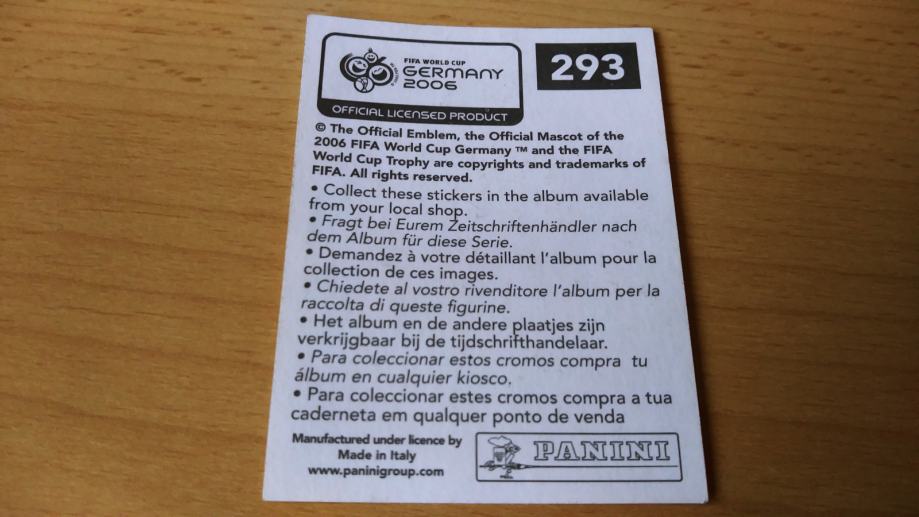 FIFA WORLD CUP
GERMANY
2006
OFFICIAL LICENSED PRODUCT
293
© The Official Emblem, the Official Mascot of the
2006 FIFA World Cup Germany ™ and the FIFA
World Cup Trophy are copyrights and trademarks of
FIFA. All rights reserved.
• Collect these stickers in the album available
from your local shop.
• Fragt bei Eurem Zeitschriftenhändler nach
dem Album für diese Serie.
• Demandez à votre détaillant l'album pour la
collection de ces images.
• Chiedete al vostro rivenditore l'album per la
raccolta di queste figurine.
• Het album en de andere plaatjes zijn
verkrijgbaar bij de tijdschrifthandelaar.
• Para coleccionar estos cromos compra tu
álbum en cualquier kiosco.
• Para coleccionar estes cromos compra a tua
caderneta em qualquer ponto de venda
Manufactured under licence by
Made in Italy
www.paninigroup.com
PANINI